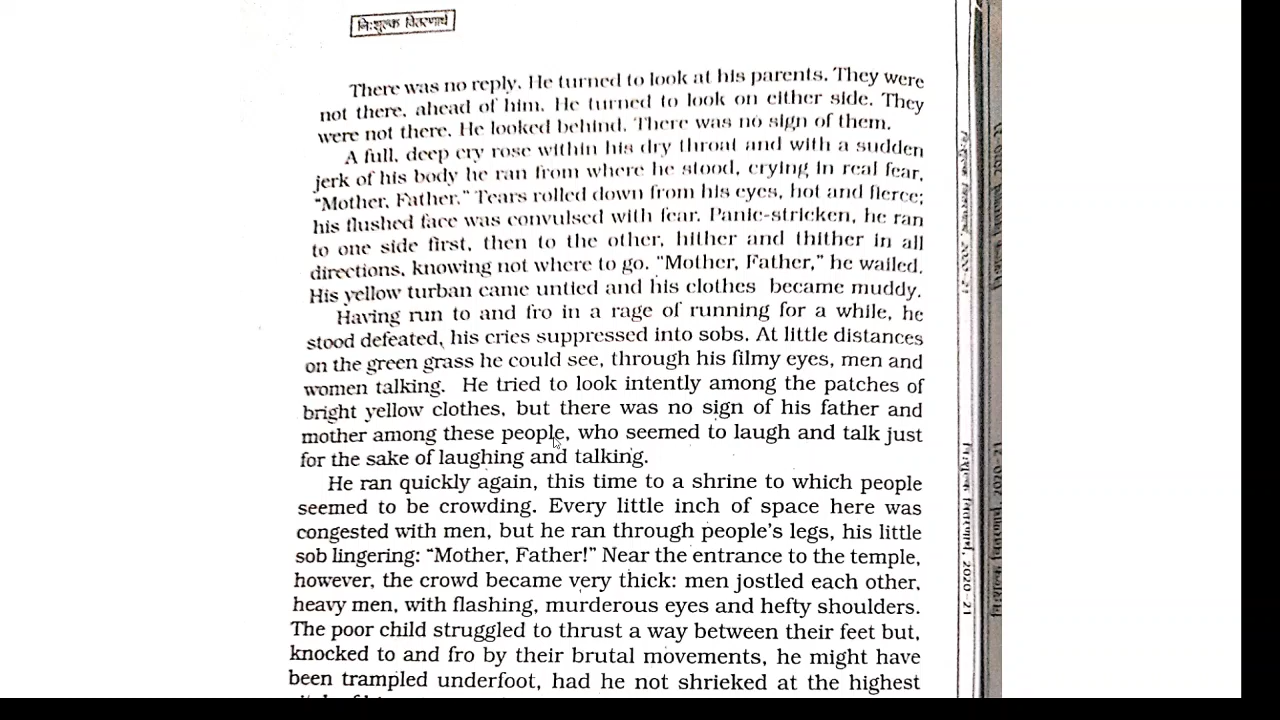 निःशुल्क वितरणार्थ
There was no reply. He turned to look at his parents. They were
not there, ahead of him. He turned to look on either side. They
were not there. He looked behind. There was no sign of them.
A full, deep cry rose within his dry throat and with a sudden
jerk of his body he ran from where he stood, crying in real fear,
“Mother, Father.” Tears rolled down from his eyes, hot and fierce;
his flushed face was convulsed with fear. Panic-stricken, he ran
to one side first, then to the other, hither and thither in all
directions, knowing not where to go. “Mother, Father,” he wailed.
His yellow turban came untied and his clothes became muddy.
Having run to and fro in a rage of running for a while, he
stood defeated, his cries suppressed into sobs. At little distances
on the green grass he could see, through his filmy eyes, men and
women talking. He tried to look intently among the patches of
bright yellow clothes, but there was no sign of his father and
mother among these people, who seemed to laugh and talk just
for the sake of laughing and talking.
He ran quickly again, this time to a shrine to which people
seemed to be crowding. Every little inch of space here was
congested with men, but he ran through people’s legs, his little
sob lingering: “Mother, Father!” Near the entrance to the temple,
however, the crowd became very thick: men jostled each other,
heavy men, with flashing, murderous eyes and hefty shoulders.
The poor child struggled to thrust a way between their feet but,
knocked to and fro by their brutal movements, he might have
been trampled underfoot, had he not shrieked at the highest